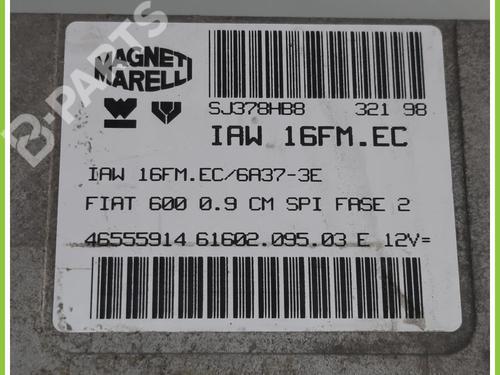 MAGNETI
MARELLI
SJ378HB8 321 98
IAW 16FM.EC
IAW 16FM.EC/6A37-3E
FIAT 600 0.9 CM SPI FASE 2
46555914 61602.095.03 E 12V=
B-PARTS